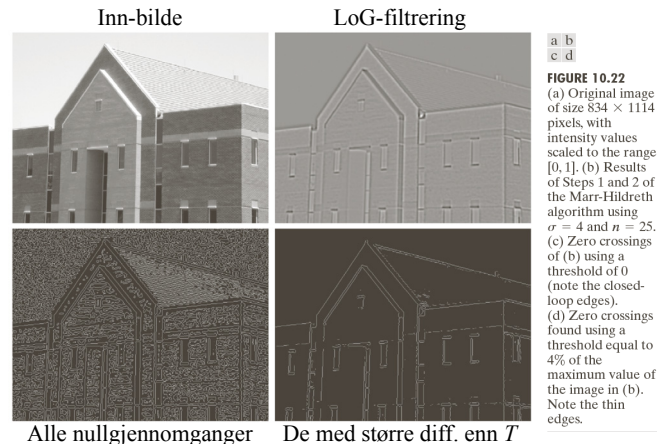 Inn-bilde
LoG-filtrering
Alle nullgjennomganger
De med større diff. enn T
a b
c d
FIGURE 10.22
(a) Original image
of size 834 × 1114
pixels, with
intensity values
scaled to the range
[0, 1]. (b) Results
of Steps 1 and 2 of
the Marr-Hildreth
algorithm using
σ = 4 and n = 25.
(c) Zero crossings
of (b) using a
threshold of 0
(note the closed-
loop edges).
(d) Zero crossings
found using a
threshold equal to
4% of the
maximum value of
the image in (b).
Note the thin
edges.